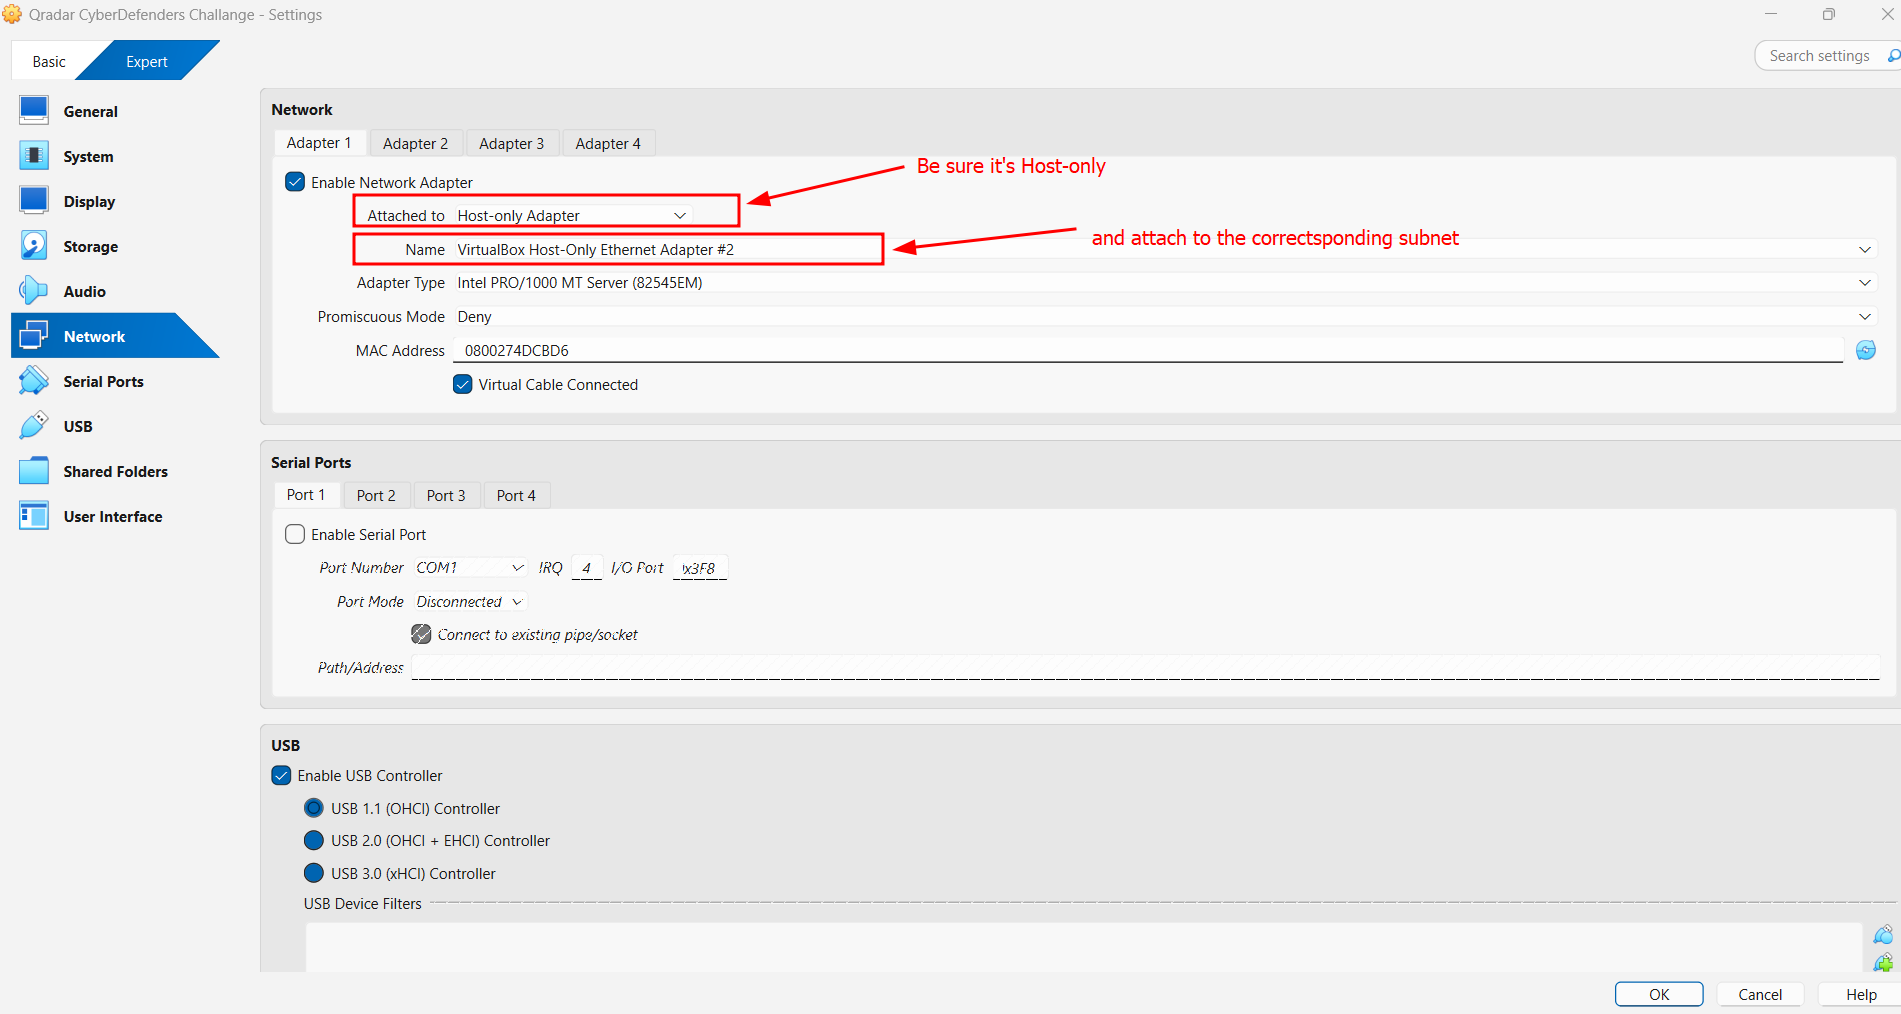 Qradar CyberDefenders Challange - Settings
Basic
Expert
Search settings
General
System
Display
Storage
Audio
Network
Serial Ports
USB
Shared Folders
User Interface
Network
Adapter 1 Adapter 2 Adapter 3 Adapter 4
Be sure it's Host-only
Enable Network Adapter
Attached to Host-only Adapter
and attach to the correctsponding subnet
Name VirtualBox Host-Only Ethernet Adapter #2
Adapter Type Intel PRO/1000 MT Server (82545EM)
Promiscuous Mode Deny
MAC Address 0800274DCBD6
Virtual Cable Connected
Serial Ports
Port 1 Port 2 Port 3 Port 4
Enable Serial Port
Port Number COM1 IRQ 4 I/O Port x3F8
Port Mode Disconnected
Connect to existing pipe/socket
Path/Address
USB
Enable USB Controller
USB 1.1 (OHCI) Controller
USB 2.0 (OHCI + EHCI) Controller
USB 3.0 (xHCI) Controller
USB Device Filters
OK Cancel Help